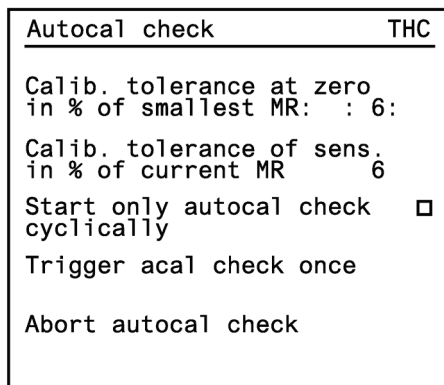 Autocal check THC
Calib. tolerance at zero
in % of smallest MR: : 6:
Calib. tolerance of sens.
in % of current MR 6
Start only autocal check
cyclically
Trigger acal check once
Abort autocal check